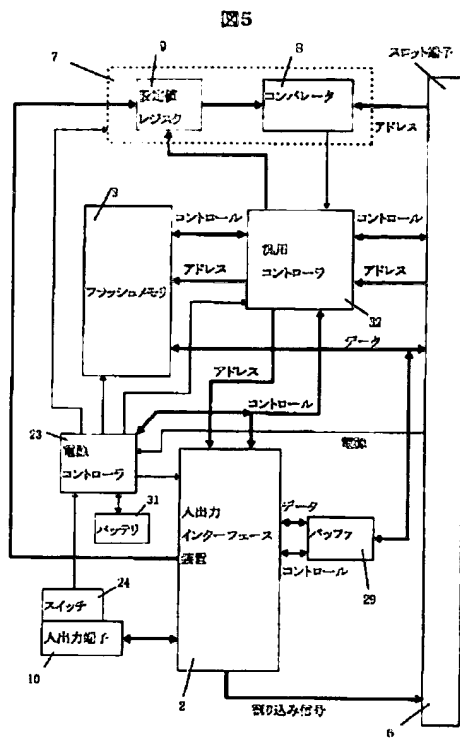 図5
スロット端子
7
9
8
設定値
レジスタ
コンパレータ
アドレス
3
コントロール
コントロール
汎用
コントローラ
アドレス
アドレス
フラッシュメモリ
32
データ
アドレス
コントロール
23
電源
電源
コントローラ
31
バッテリ
入出力
インターフェース
装置
データ
バッファ
コントロール
29
24
スイッチ
入出力端子
10
2
割り込み信号
6